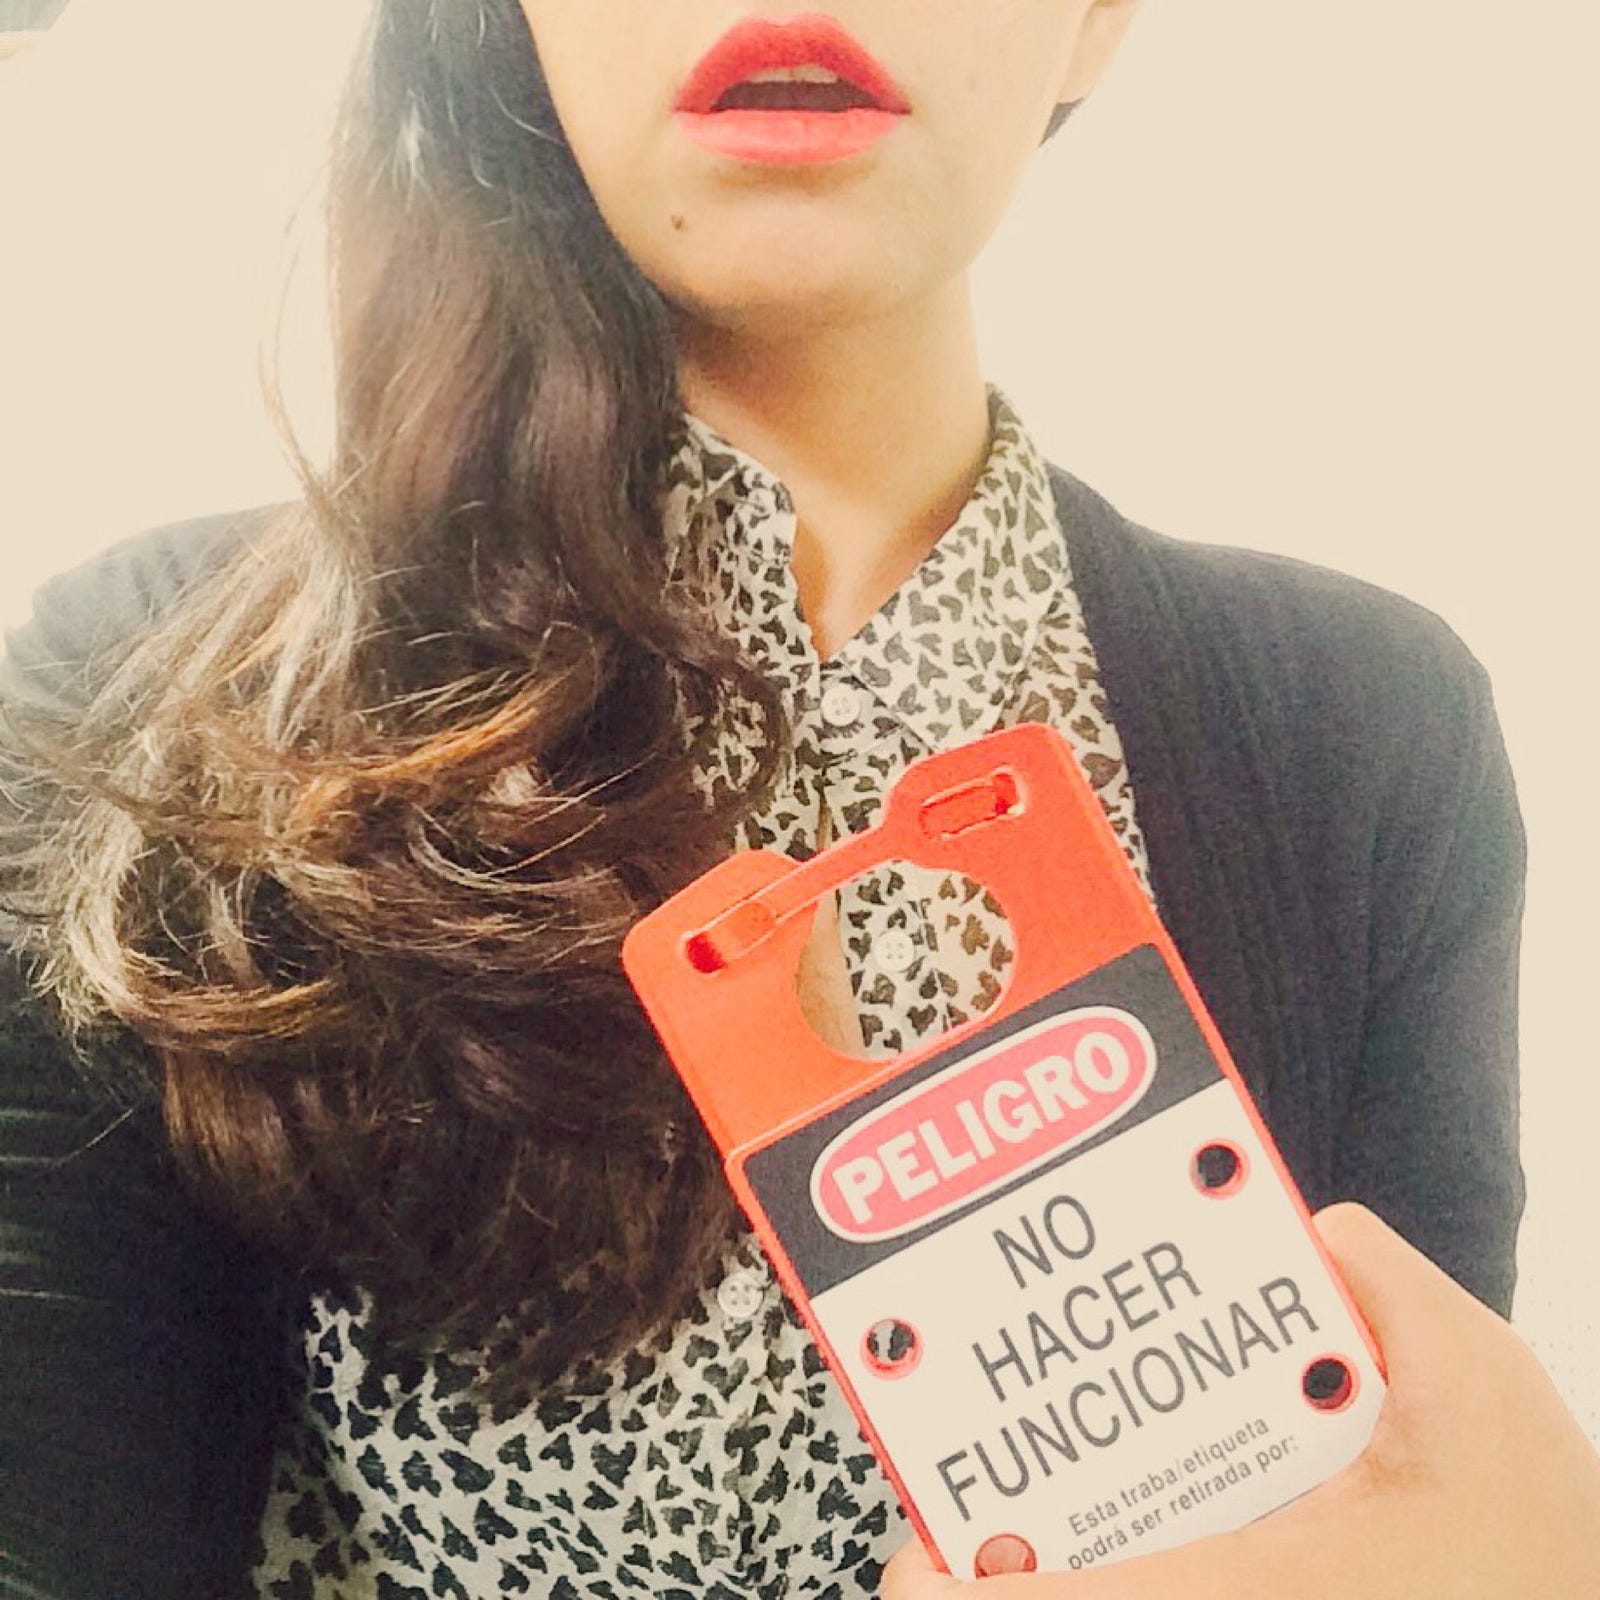 PELIGRO
NO
HACER
FUNCIONAR
Esta traba/etiqueta
podrá ser retirada por: